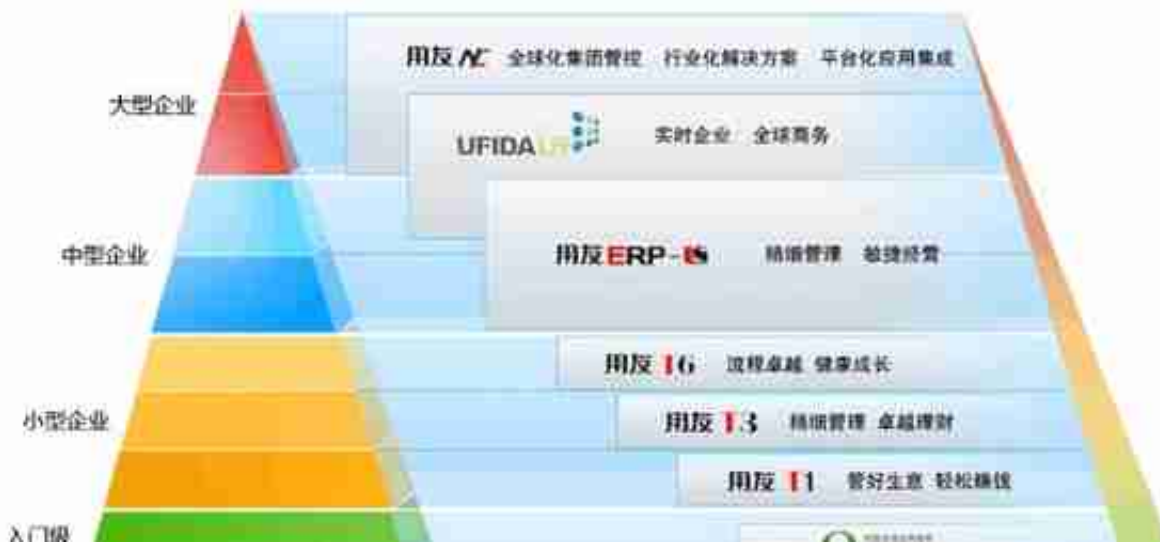 用友 NC 全球化集团管控 行业化解决方案 平台化应用集成
大型企业
UFIDA U9 实时企业 全球商务
中型企业
用友 ERP-U8 精细管理 敏捷经营
用友 T6 流程卓越 健康成长
小型企业
用友 T3 精细管理 卓越理财
用友 T1 管好生意 轻松赚钱
入门级